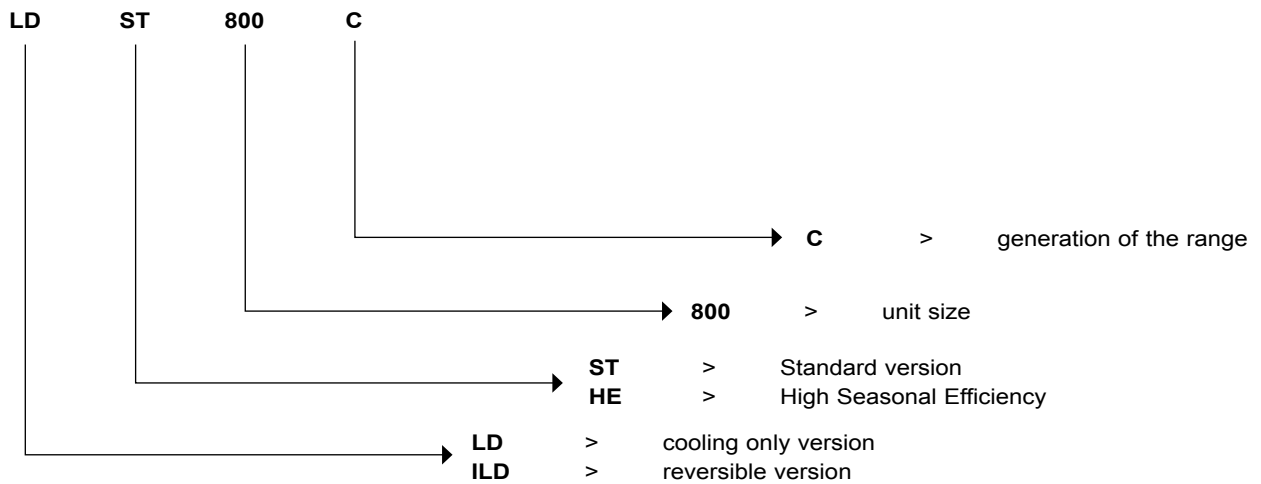 LD ST 800 C
C > generation of the range
800 > unit size
ST > Standard version
HE > High Seasonal Efficiency
LD > cooling only version
ILD > reversible version